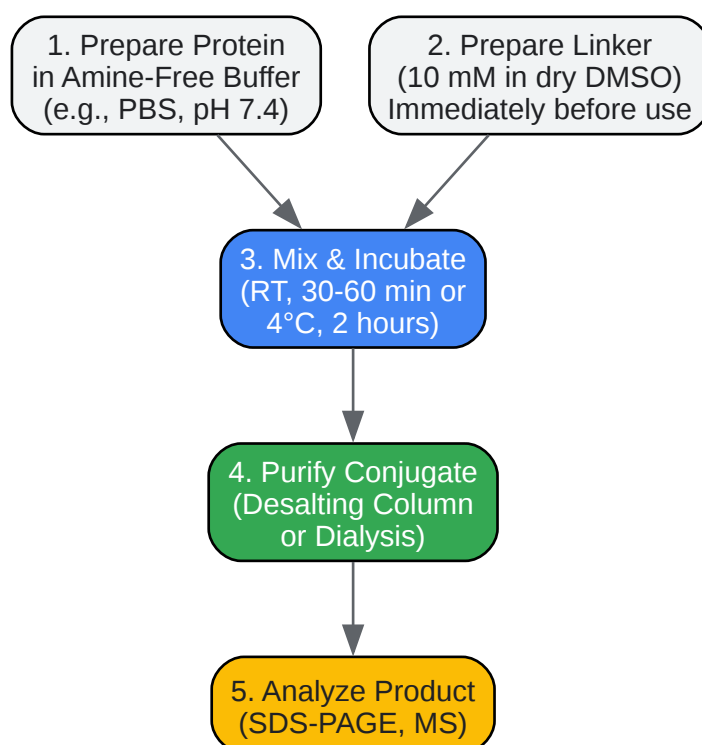 1. Prepare Protein
in Amine-Free Buffer
(e.g., PBS, pH 7.4)
2. Prepare Linker
(10 mM in dry DMSO)
Immediately before use
3. Mix & Incubate
(RT, 30-60 min or
4°C, 2 hours)
4. Purify Conjugate
(Desalting Column
or Dialysis)
5. Analyze Product
(SDS-PAGE, MS)